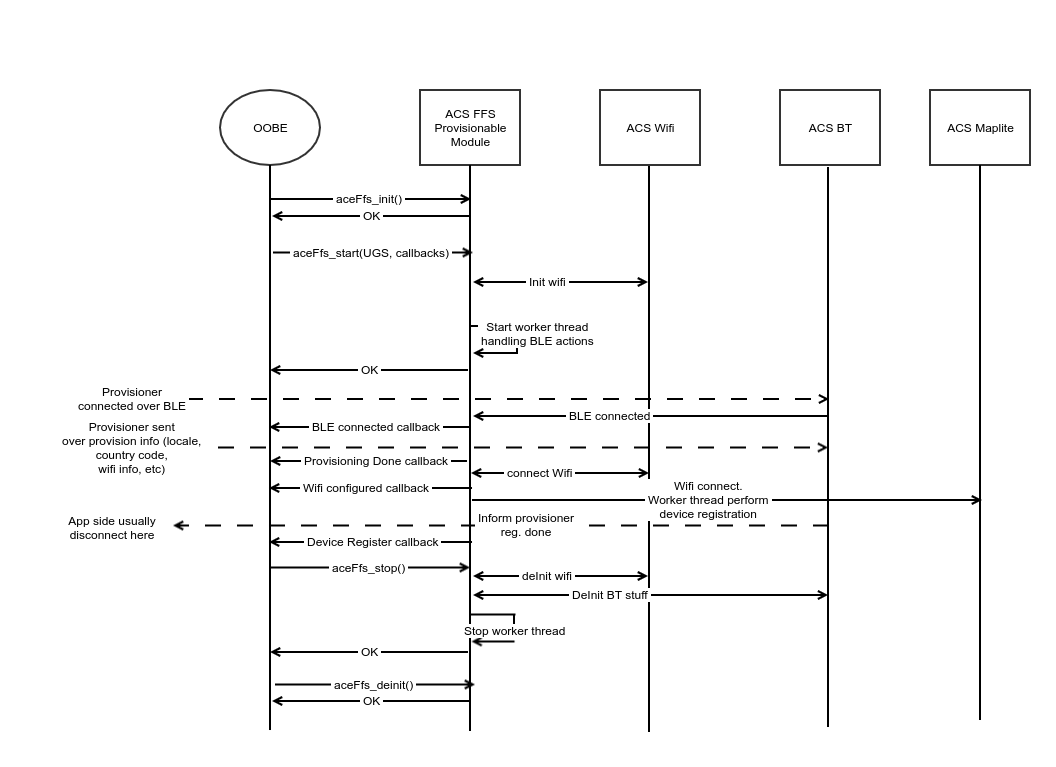 OOBE
ACS FFS
Provisionable
Module
ACS Wifi
ACS BT
ACS Maplite
aceFfs_init()
OK
aceFfs_start(UGS, callbacks)
Init wifi
Start worker thread
handling BLE actions
OK
Provisioner
connected over BLE
BLE connected
BLE connected callback
Provisioner sent
over provision info (locale,
country code,
wifi info, etc)
Provisioning Done callback
connect Wifi
Wifi configured callback
Wifi connect.
Worker thread perform
device registration
App side usually
disconnect here
Inform provisioner
reg. done
Device Register callback
aceFfs_stop()
deInit wifi
DeInit BT stuff
Stop worker thread
OK
aceFfs_deinit()
OK